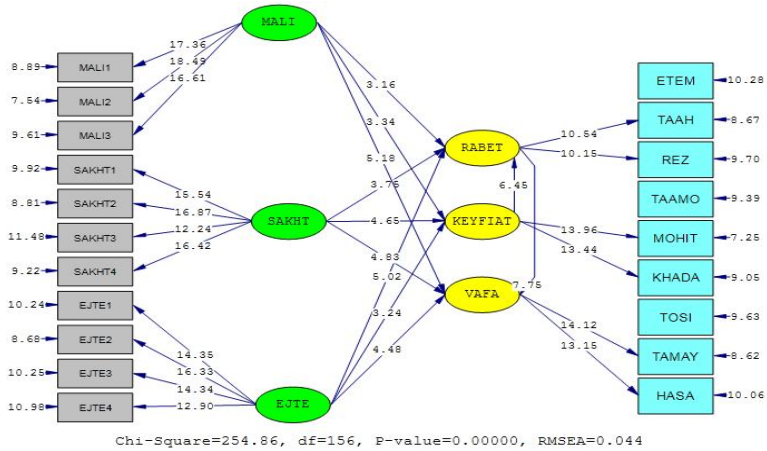 MALI
17.36
8.89 MALI1
18.49
16.61
7.54 MALI2
9.61 MALI3
9.92 SAKHT1
15.54
8.81 SAKHT2
16.87
11.48 SAKHT3
12.24
16.42
9.22 SAKHT4
SAKHT
10.24 EJTE1
14.35
8.68 EJTE2
16.33
10.25 EJTE3
14.34
10.98 EJTE4
12.90
EJTE
3.16
3.34
5.18
3.75
4.65
4.83
5.02
3.24
4.48
RABET
6.45
KEYFIAT
VAFA
7.75
10.54
10.15
13.96
13.44
14.12
13.15
ETEM 10.28
TAAH 8.67
REZ 9.70
TAAMO 9.39
MOHIT 7.25
KHADA 9.05
TOSI 9.63
TAMAY 8.62
HASA 10.06
Chi-Square=254.86, df=156, P-value=0.00000, RMSEA=0.044